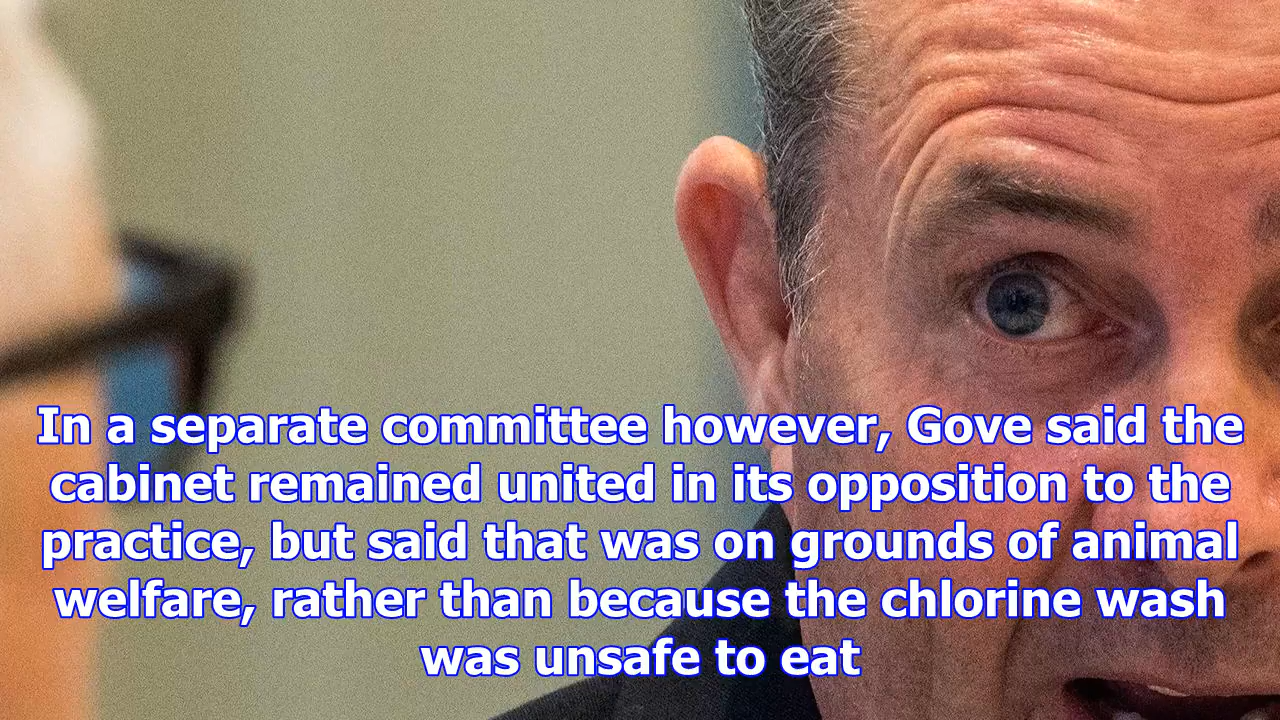 In a separate committee however, Gove said the
cabinet remained united in its opposition to the
practice, but said that was on grounds of animal
welfare, rather than because the chlorine wash
was unsafe to eat